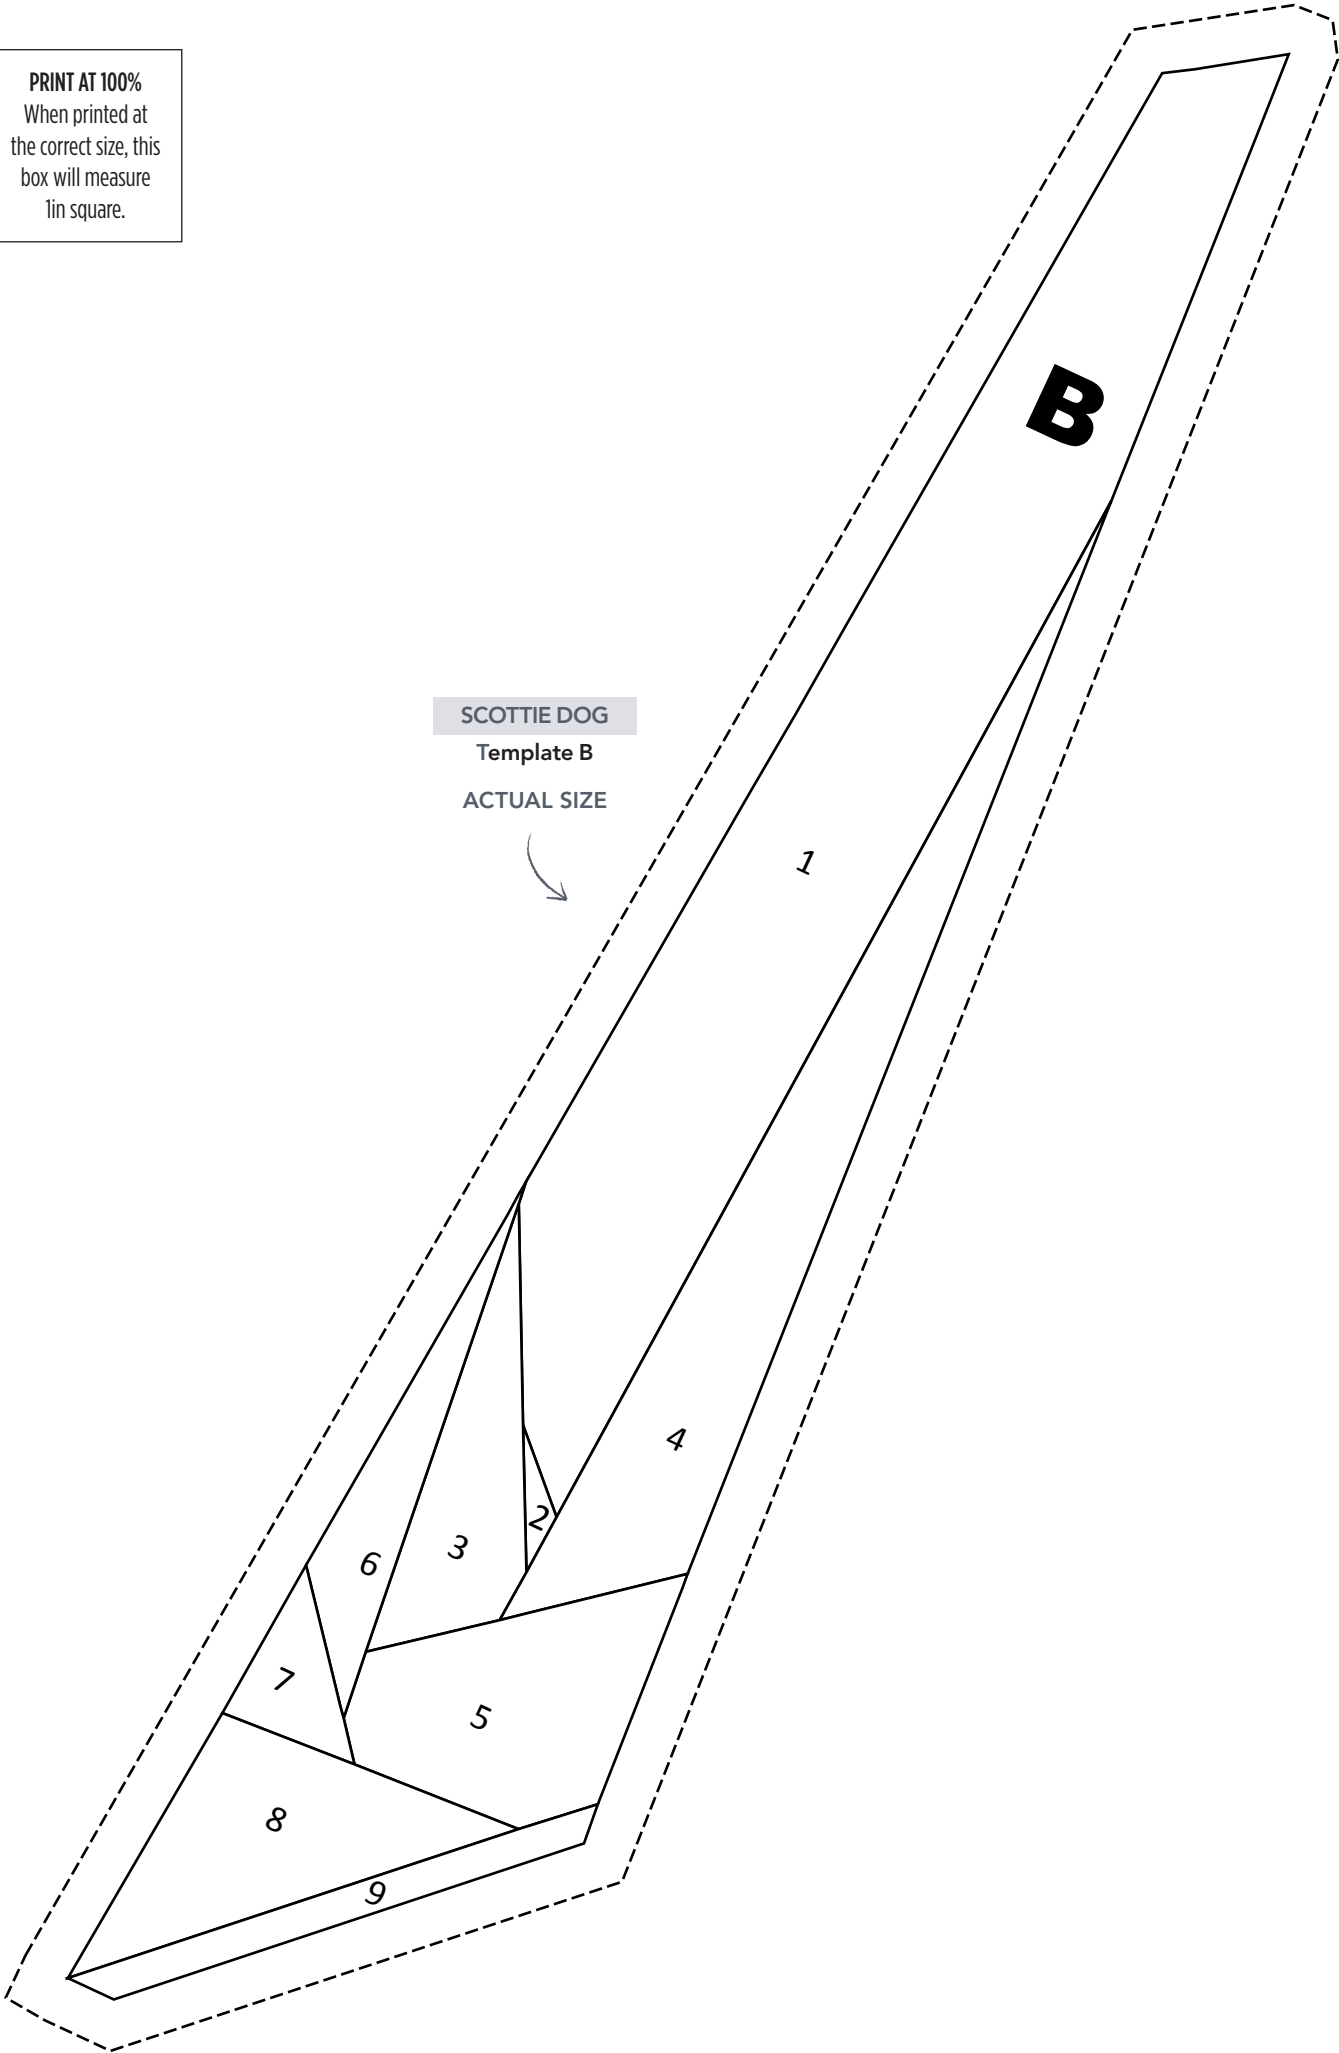 PRINT AT 100%
When printed at
the correct size, this
box will measure
1in square.
B
SCOTTIE DOG
Template B
ACTUAL SIZE
1
4
2
3
6
7
5
8
9